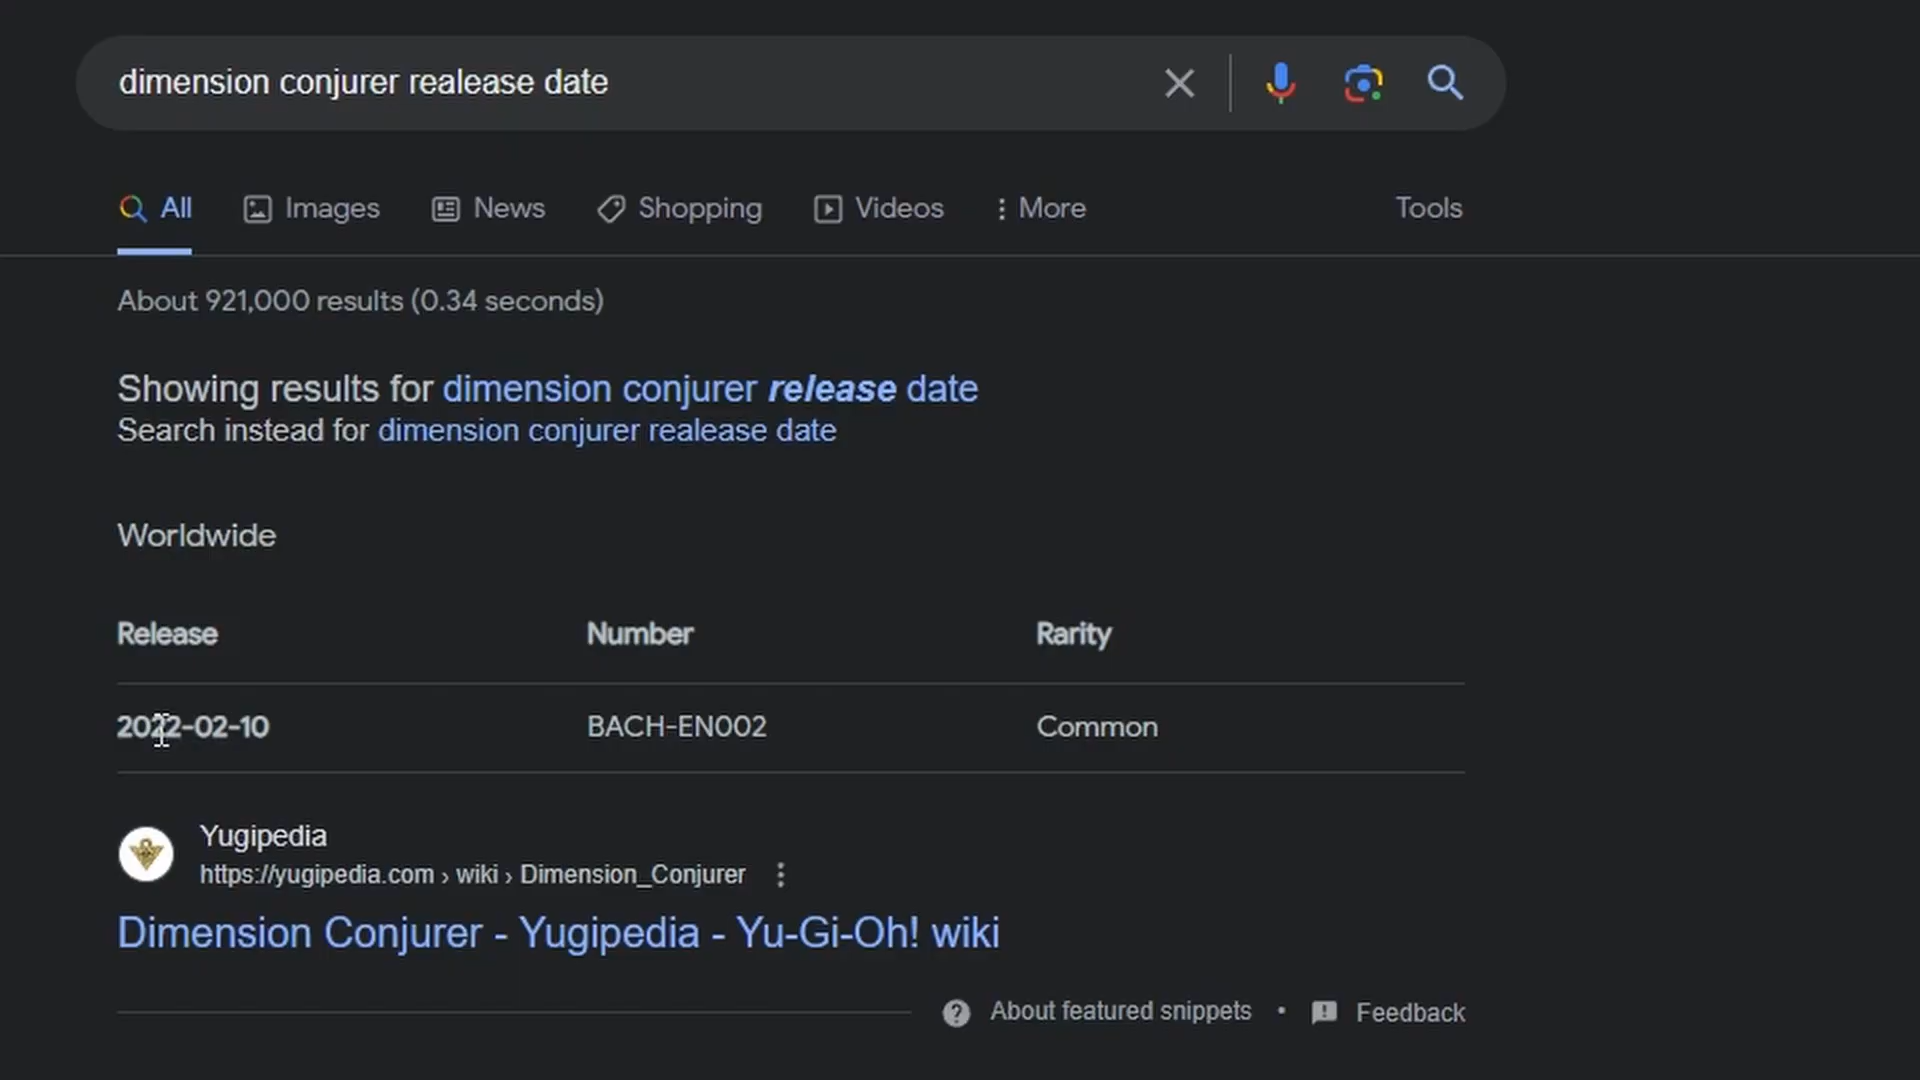 dimension conjurer realease date
All Images News Shopping Videos More Tools
About 921,000 results (0.34 seconds)
Showing results for dimension conjurer release date
Search instead for dimension conjurer realease date
Worldwide
Release Number Rarity
2022-02-10 BACH-EN002 Common
Yugipedia
https://yugipedia.com › wiki › Dimension_Conjurer
Dimension Conjurer - Yugipedia - Yu-Gi-Oh! wiki
About featured snippets • Feedback